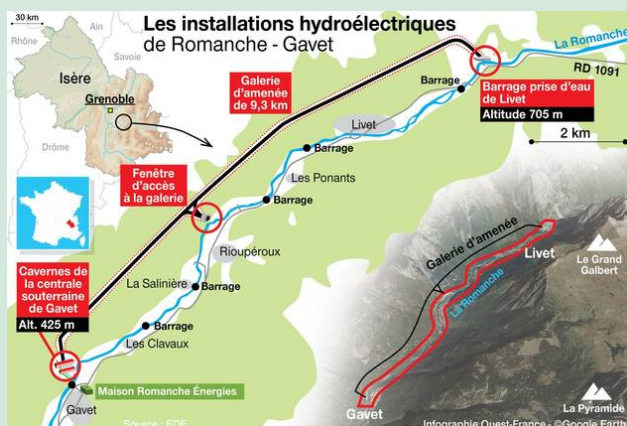 Les installations hydroélectriques
de Romanche - Gavet
30 km
Ain
Rhône
Savoie
Isère
Grenoble
Drôme
Galerie
d'amenée
de 9,3 km
La Romanche
RD 1091
Barrage
Barrage prise d'eau
de Livet
Altitude 705 m
2 km
Livet
Barrage
Les Ponants
Barrage
Fenêtre
d'accès
à la galerie
Rioupéroux
La Salinière
Barrage
Cavernes de
la centrale
souterraine
de Gavet
Alt. 425 m
Barrage
Les Clavaux
Maison Romanche Énergies
Gavet
Source : EDF
Galerie d'amenée
La Romanche
Livet
Le Grand
Galbert
Gavet
La Pyramide
Infographie Ouest-France - ©Google Earth